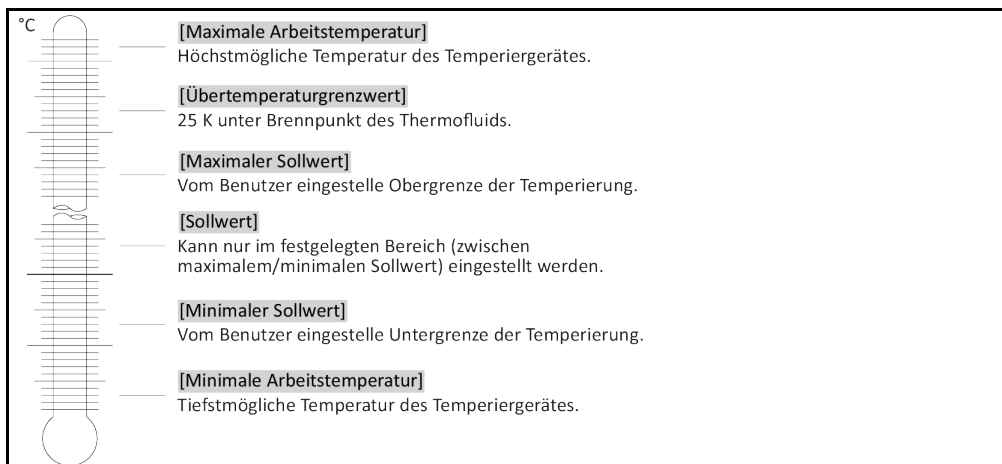 °C
[Maximale Arbeitstemperatur]
Höchstmögliche Temperatur des Temperiergerätes.
[Übertemperaturgrenzwert]
25 K unter Brennpunkt des Thermofluids.
[Maximaler Sollwert]
Vom Benutzer eingestelle Obergrenze der Temperierung.
[Sollwert]
Kann nur im festgelegten Bereich (zwischen
maximalem/minimalen Sollwert) eingestellt werden.
[Minimaler Sollwert]
Vom Benutzer eingestelle Untergrenze der Temperierung.
[Minimale Arbeitstemperatur]
Tiefstmögliche Temperatur des Temperiergerätes.